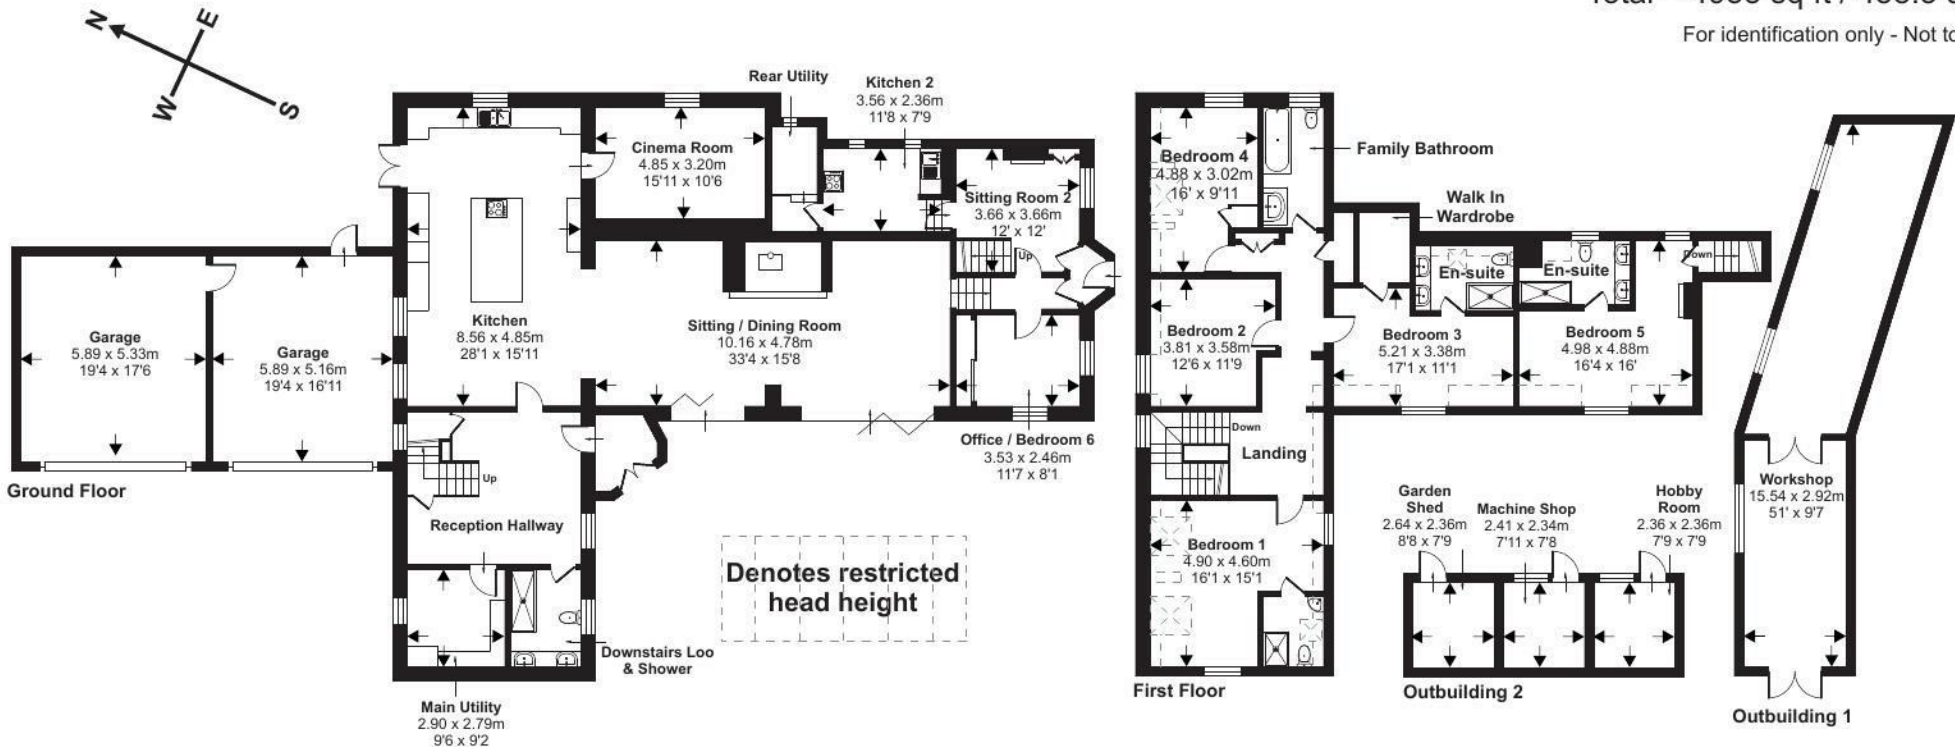 Total = 4936 sq ft /
For identification only - Not to
N
E
W
S
Rear Utility
Kitchen 2
3.56 x 2.36m
11'8 x 7'9
Cinema Room
4.85 x 3.20m
15'11 x 10'6
Sitting Room 2
3.66 x 3.66m
12' x 12'
Up
Garage
5.89 x 5.33m
19'4 x 17'6
Garage
5.89 x 5.16m
19'4 x 16'11
Kitchen
8.56 x 4.85m
28'1 x 15'11
Sitting / Dining Room
10.16 x 4.78m
33'4 x 15'8
Office / Bedroom 6
3.53 x 2.46m
11'7 x 8'1
Ground Floor
Up
Reception Hallway
Denotes restricted
head height
Downstairs Loo
& Shower
Main Utility
2.90 x 2.79m
9'6 x 9'2
Bedroom 4
4.88 x 3.02m
16' x 9'11
Family Bathroom
Walk In
Wardrobe
En-suite
En-suite
Down
Bedroom 2
3.81 x 3.58m
12'6 x 11'9
Bedroom 3
5.21 x 3.38m
17'1 x 11'1
Bedroom 5
4.98 x 4.88m
16'4 x 16'
Down
Landing
Bedroom 1
4.90 x 4.60m
16'1 x 15'1
First Floor
Garden
Shed
2.64 x 2.36m
8'8 x 7'9
Machine Shop
2.41 x 2.34m
7'11 x 7'8
Hobby
Room
2.36 x 2.36m
7'9 x 7'9
Outbuilding 2
Workshop
15.54 x 2.92m
51' x 9'7
Outbuilding 1